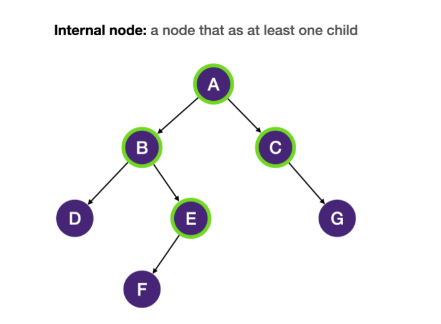 Internal node: a node that as at least one child
A
B
C
D
E
G
F